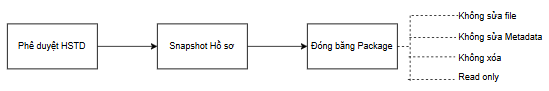 Phê duyệt HSTD
Snapshot Hồ sơ
Đóng băng Package
Không sửa file
Không sửa Metadata
Không xóa
Read only